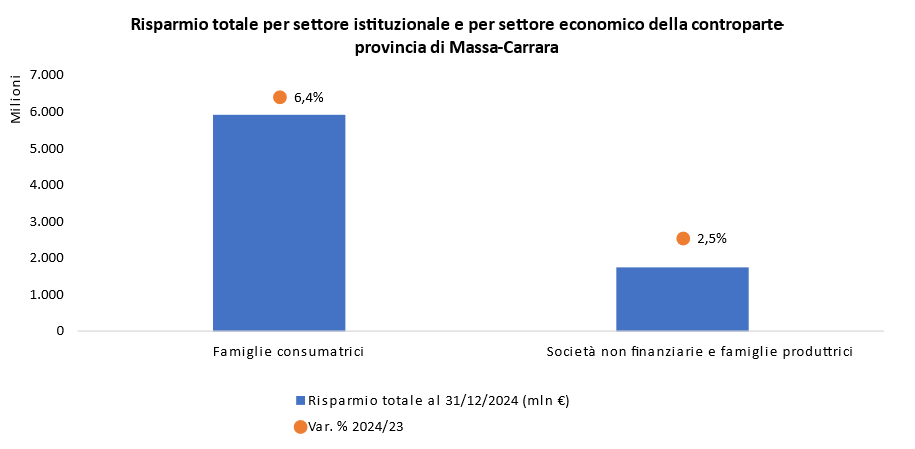 Risparmio totale per settore istituzionale e per settore economico della controparte-
provincia di Massa-Carrara
Milioni
7.000
6.000
5.000
4.000
3.000
2.000
1.000
0
6,4%
2,5%
Famiglie consumatrici
Società non finanziarie e famiglie produttrici
Risparmio totale al 31/12/2024 (mln €)
Var. % 2024/23